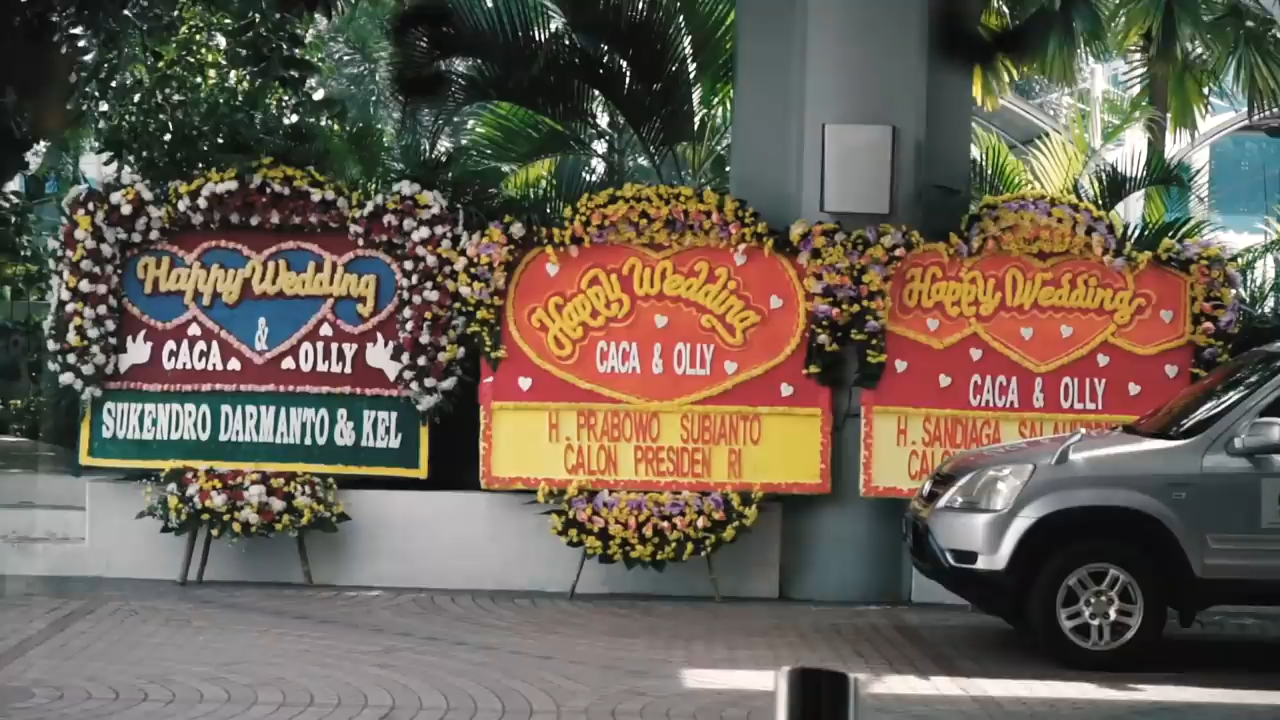 Happy Wedding
&
CACA OLLY
SUKENDRO DARMANTO & KEL
Happy Wedding
CACA & OLLY
H. PRABOWO SUBIANTO
CALON PRESIDEN RI
Happy Wedding
CACA & OLLY
H. SANDIAGA